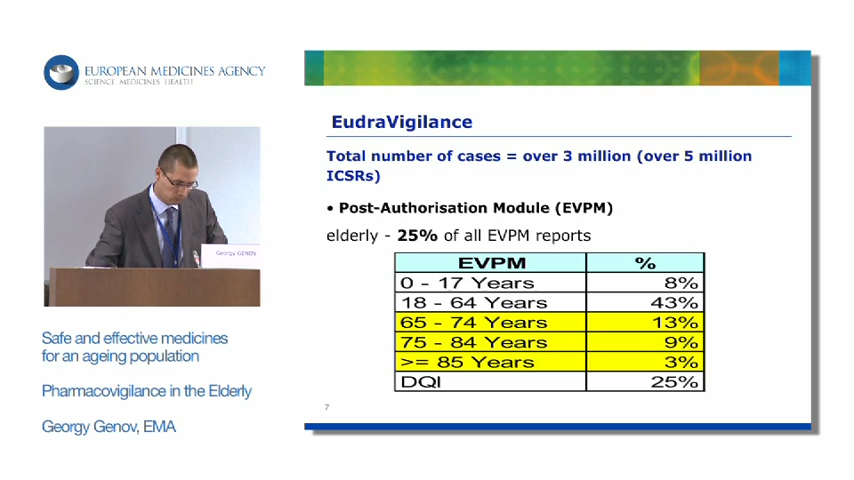 EUROPEAN MEDICINES AGENCY
SCIENCE MEDICINES HEALTH
Georgy GENOV
Safe and effective medicines
for an ageing population
Pharmacovigilance in the Elderly
Georgy Genov, EMA
EudraVigilance
Total number of cases = over 3 million (over 5 million
ICSRs)
• Post-Authorisation Module (EVPM)
elderly - 25% of all EVPM reports
EVPM %
0 - 17 Years 8%
18 - 64 Years 43%
65 - 74 Years 13%
75 - 84 Years 9%
>= 85 Years 3%
DQI 25%
7